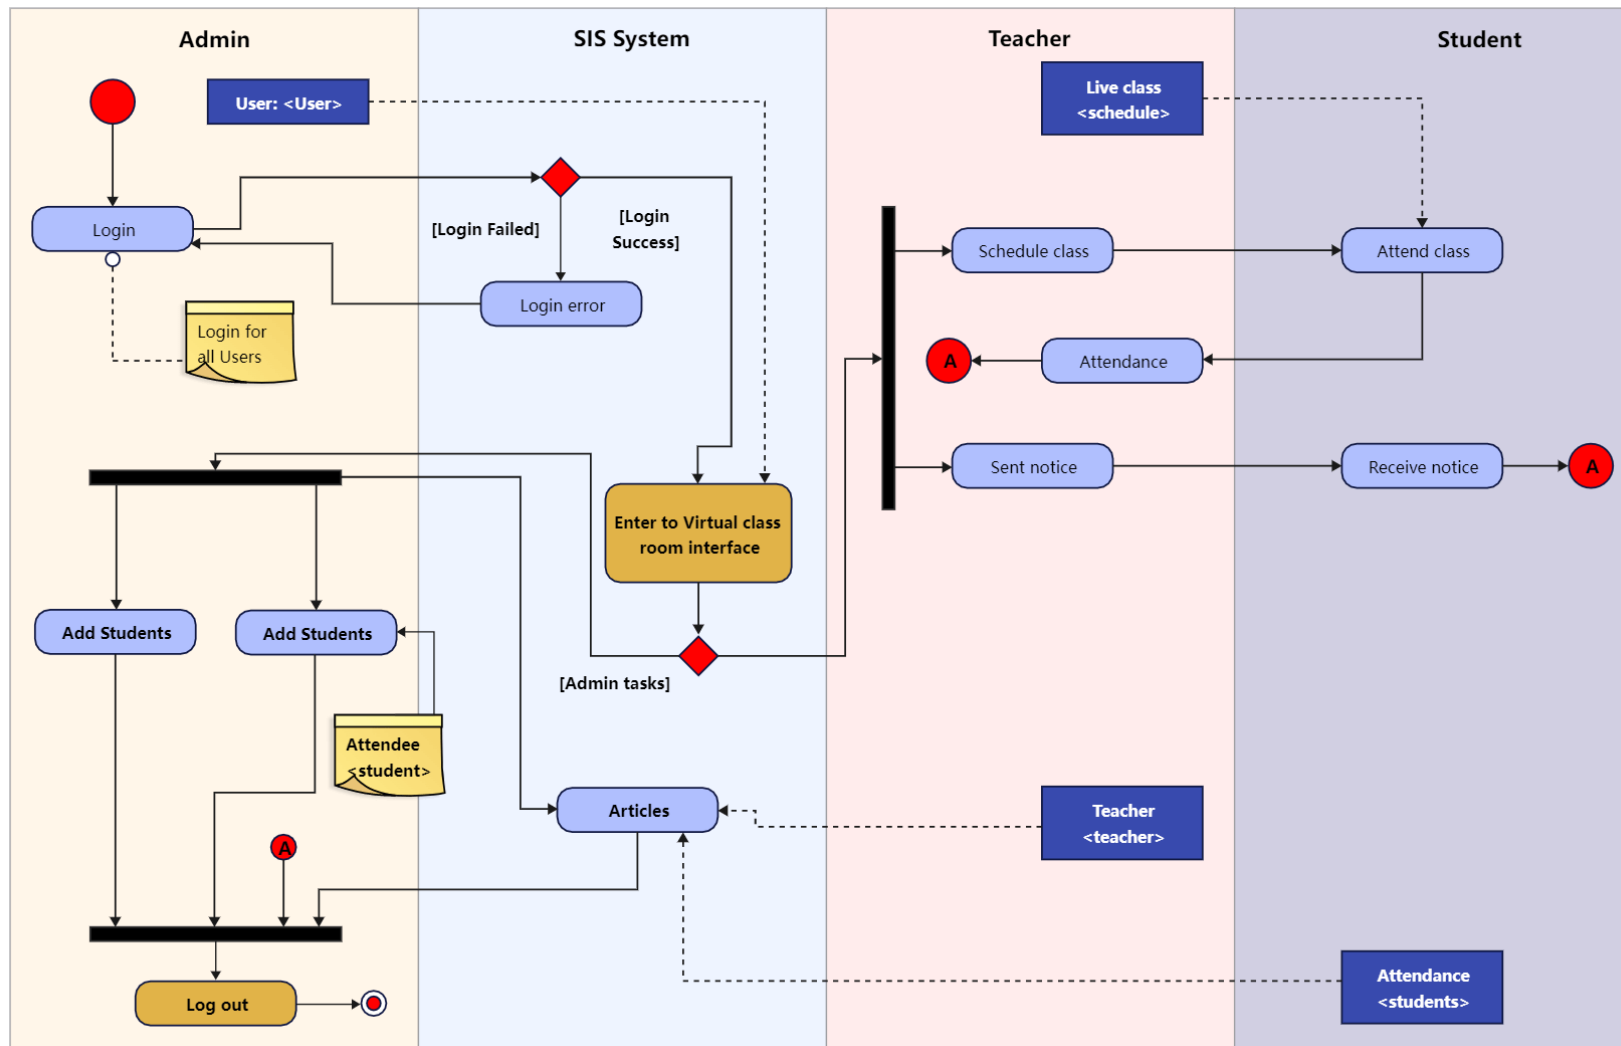 Admin
SIS System
Teacher
Student
User: <User>
Live class
<schedule>
[Login Failed]
[Login
Success]
Login
Schedule class
Attend class
Login error
Login for
all Users
A
Attendance
Sent notice
Receive notice
A
Enter to Virtual class
room interface
Add Students
Add Students
[Admin tasks]
Attendee
<student>
Articles
Teacher
<teacher>
A
Attendance
<students>
Log out